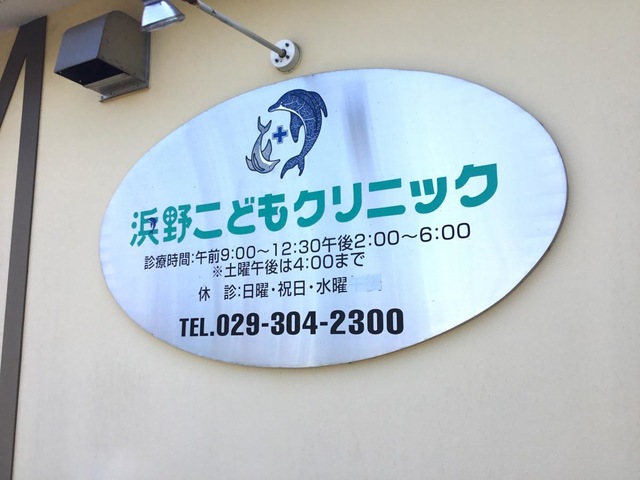 浜野こどもクリニック
診療時間:午前9:00〜12:30午後2:00〜6:00
※土曜午後は4:00まで
休 診:日曜・祝日・水曜
TEL.029-304-2300